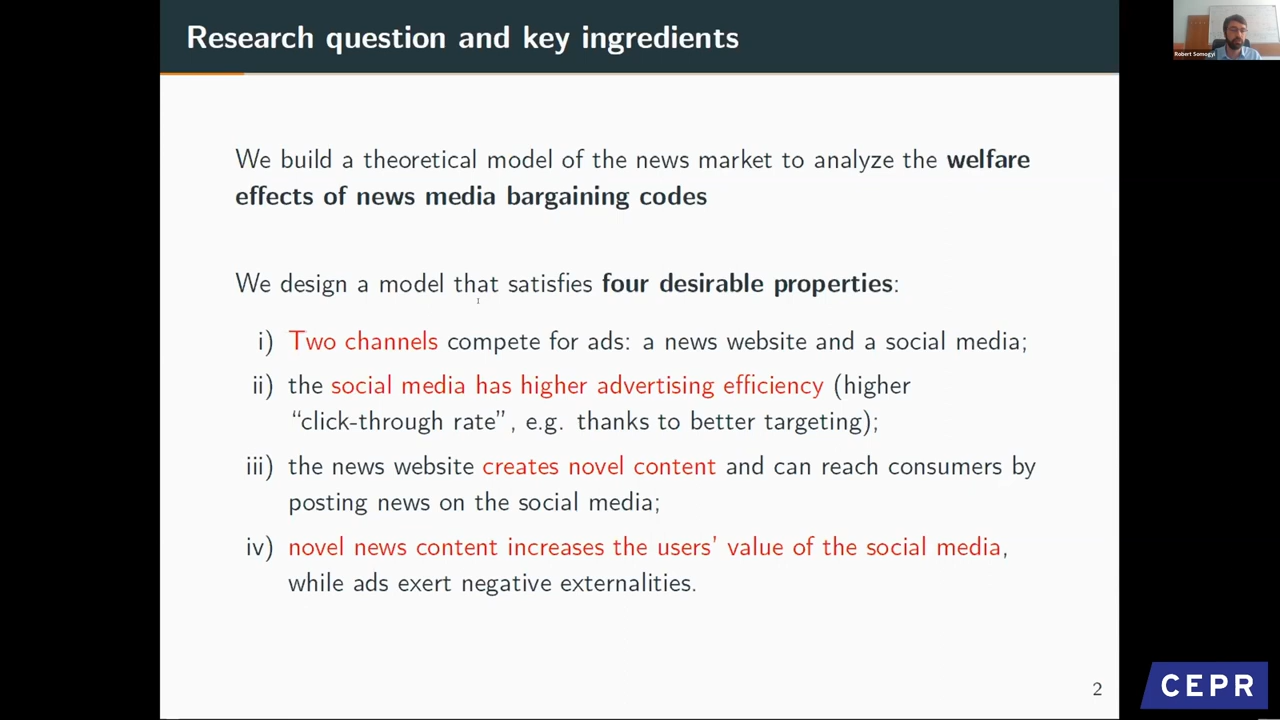 Research question and key ingredients
Robert Somogyi
We build a theoretical model of the news market to analyze the welfare
effects of news media bargaining codes
We design a model that satisfies four desirable properties:
i) Two channels compete for ads: a news website and a social media;
ii) the social media has higher advertising efficiency (higher
“click-through rate”, e.g. thanks to better targeting);
iii) the news website creates novel content and can reach consumers by
posting news on the social media;
iv) novel news content increases the users’ value of the social media,
while ads exert negative externalities.
2
CEPR